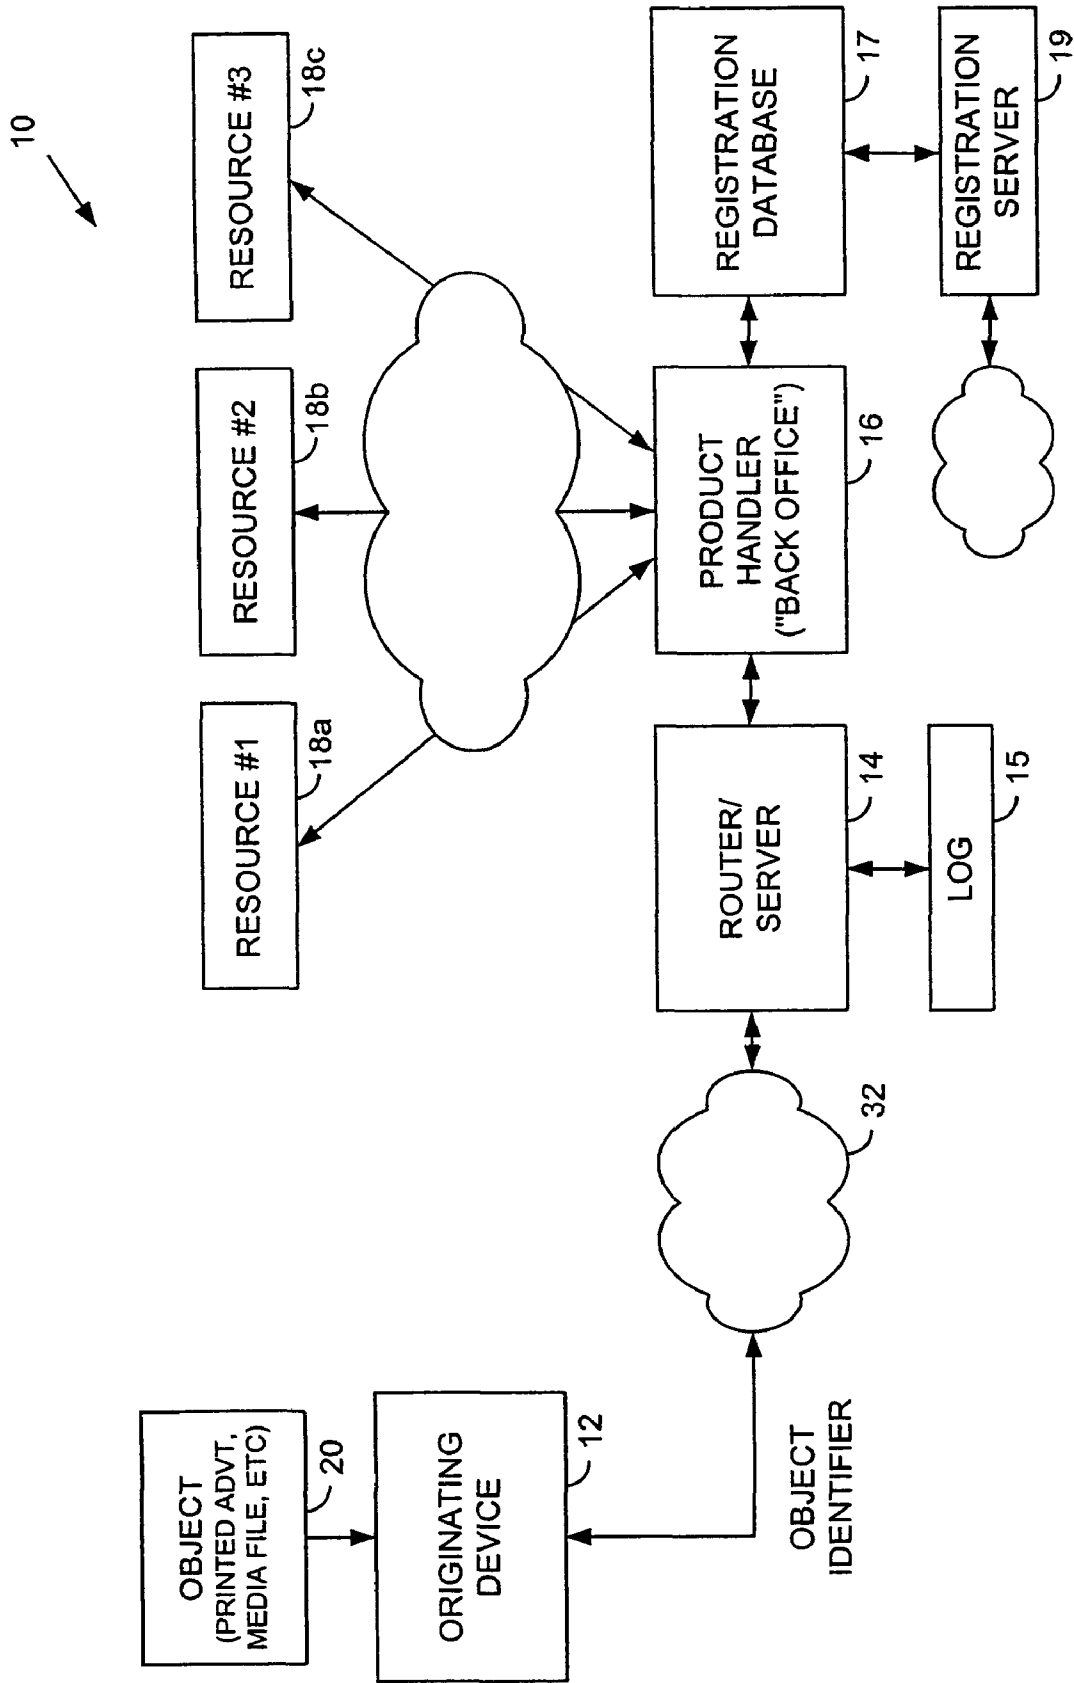 10
RESOURCE #1
18a
RESOURCE #2
18b
RESOURCE #3
18c
OBJECT
(PRINTED ADVT,
MEDIA FILE, ETC)
20
ORIGINATING
DEVICE
12
OBJECT
IDENTIFIER
32
ROUTER/
SERVER
14
LOG
15
PRODUCT
HANDLER
("BACK OFFICE")
16
REGISTRATION
DATABASE
17
REGISTRATION
SERVER
19